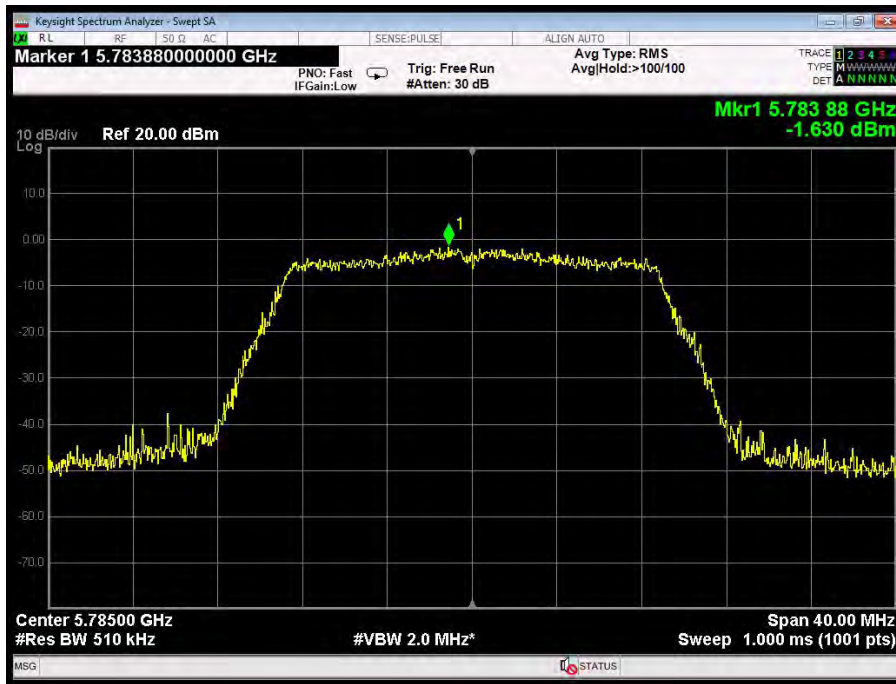 Keysight Spectrum Analyzer - Swept SA
RL RF 50 Ω AC SENSE:PULSE ALIGN AUTO
Marker 1 5.783880000000 GHz
PNO: Fast
IFGain:Low
Trig: Free Run
#Atten: 30 dB
Avg Type: RMS
Avg|Hold:>100/100
TRACE 1 2 3 4 5
TYPE M WWWWW
DET A N N N N N
Mkr1 5.783 88 GHz
-1.630 dBm
10 dB/div Ref 20.00 dBm
Log
10.0
0.00
-10.0
-20.0
-30.0
-40.0
-50.0
-60.0
-70.0
1
Center 5.78500 GHz
#Res BW 510 kHz
#VBW 2.0 MHz*
Span 40.00 MHz
Sweep 1.000 ms (1001 pts)
MSG STATUS